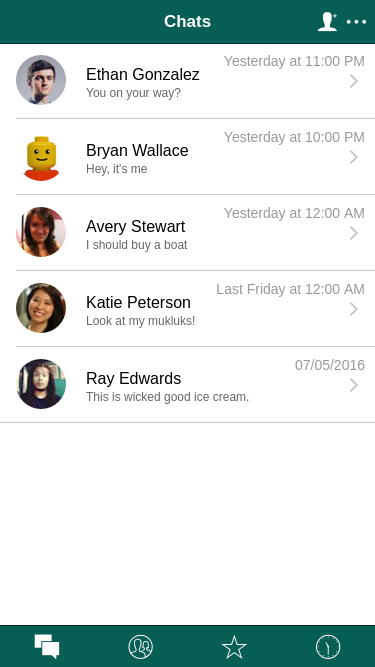 Chats
Yesterday at 11:00 PM
Ethan Gonzalez
You on your way?
Yesterday at 10:00 PM
Bryan Wallace
Hey, it's me
Yesterday at 12:00 AM
Avery Stewart
I should buy a boat
Last Friday at 12:00 AM
Katie Peterson
Look at my mukluks!
07/05/2016
Ray Edwards
This is wicked good ice cream.